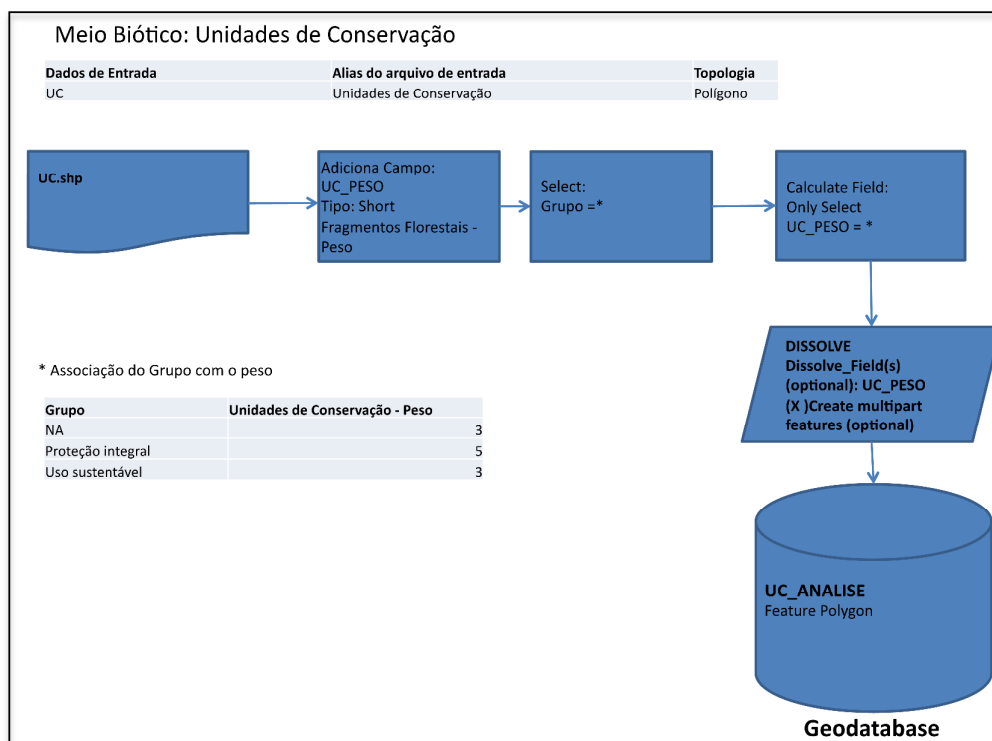 Meio Biótico: Unidades de Conservação
Dados de Entrada Alias do arquivo de entrada Topologia
UC Unidades de Conservação Polígono
UC.shp
Adiciona Campo:
UC_PESO
Tipo: Short
Fragmentos Florestais -
Peso
Select:
Grupo =*
Calculate Field:
Only Select
UC_PESO = *
DISSOLVE
Dissolve_Field(s)
(optional): UC_PESO
(X )Create multipart
features (optional)
* Associação do Grupo com o peso
Grupo Unidades de Conservação - Peso
NA 3
Proteção integral 5
Uso sustentável 3
UC_ANALISE
Feature Polygon
Geodatabase